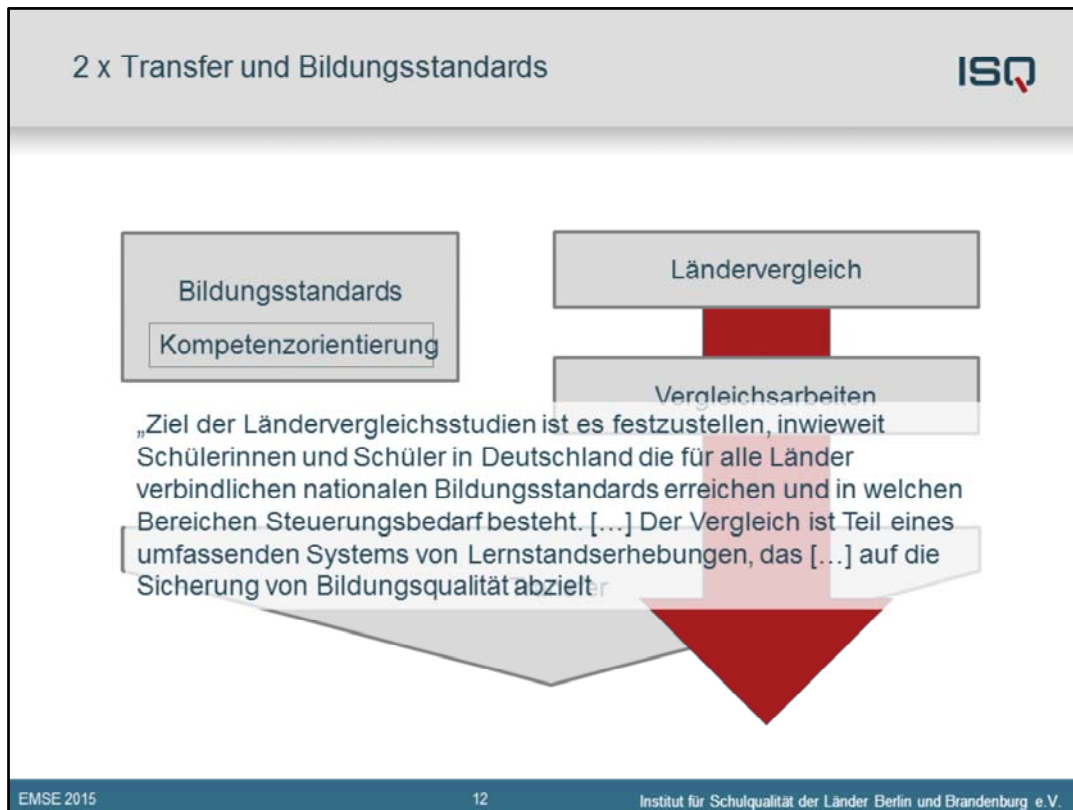 2 x Transfer und Bildungsstandards
ISQ
Bildungsstandards
Kompetenzorientierung
Ländervergleich
Vergleichsarbeiten
„Ziel der Ländervergleichsstudien ist es festzustellen, inwieweit
Schülerinnen und Schüler in Deutschland die für alle Länder
verbindlichen nationalen Bildungsstandards erreichen und in welchen
Bereichen Steuerungsbedarf besteht. […] Der Vergleich ist Teil eines
umfassenden Systems von Lernstandserhebungen, das […] auf die
Sicherung von Bildungsqualität abzielt
EMSE 2015
12
Institut für Schulqualität der Länder Berlin und Brandenburg e.V.